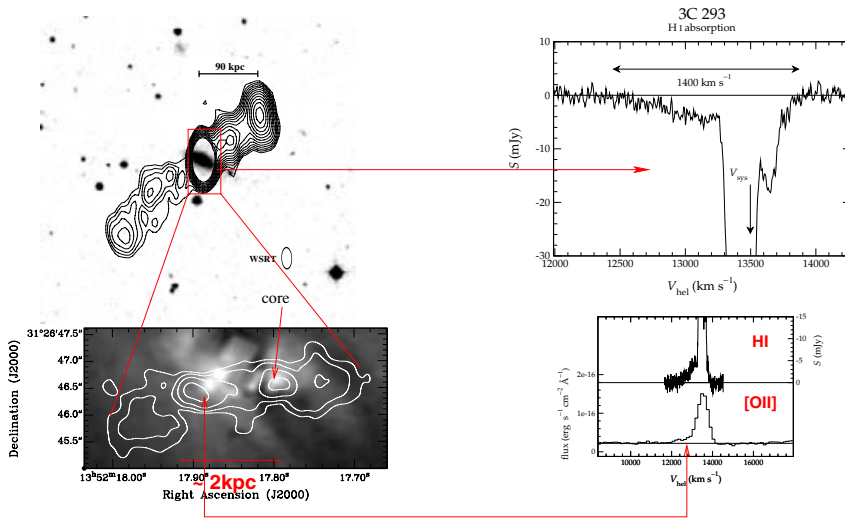 3C 293
H I absorption
90 kpc
10
0
-10
-20
-30
S (mJy)
1400 km s⁻¹
Vsys
12000
12500
13000
13500
14000
Vhel (km s⁻¹)
WSRT
core
31°26'47.5"
47.0"
46.5"
46.0"
45.5"
Declination (J2000)
13ʰ52ᵐ18.00ˢ
17.90ˢ
17.80ˢ
17.70ˢ
~ 2kpc
Right Ascension (J2000)
HI
[OII]
-15
-10
-5
0
S (mJy)
2e-16
1e-16
0
flux (erg s⁻¹ cm⁻² Å⁻¹)
10000
12000
14000
16000
Vhel (km s⁻¹)